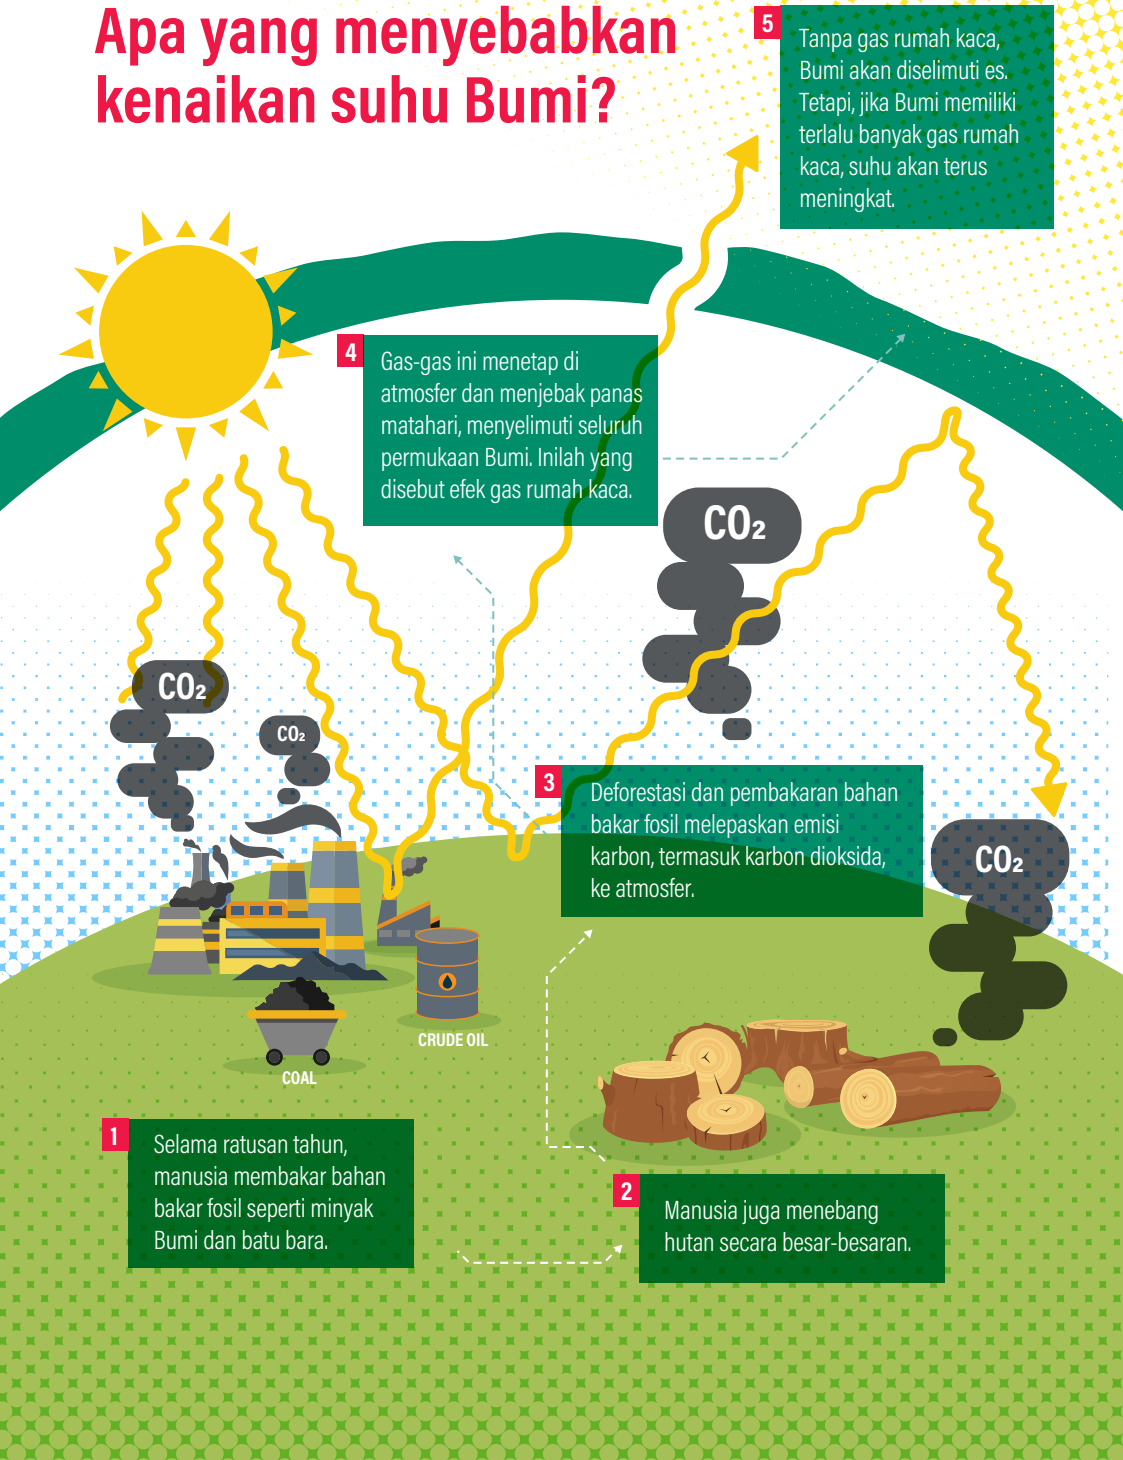 Apa yang menyebabkan
kenaikan suhu Bumi?
5
Tanpa gas rumah kaca,
Bumi akan diselimuti es.
Tetapi, jika Bumi memiliki
terlalu banyak gas rumah
kaca, suhu akan terus
meningkat.
4
Gas-gas ini menetap di
atmosfer dan menjebak panas
matahari, menyelimuti seluruh
permukaan Bumi. Inilah yang
disebut efek gas rumah kaca.
CO₂
CO₂
CO₂
3
Deforestasi dan pembakaran bahan
bakar fosil melepaskan emisi
karbon, termasuk karbon dioksida,
ke atmosfer.
CO₂
CRUDE OIL
COAL
1
Selama ratusan tahun,
manusia membakar bahan
bakar fosil seperti minyak
Bumi dan batu bara.
2
Manusia juga menebang
hutan secara besar-besaran.